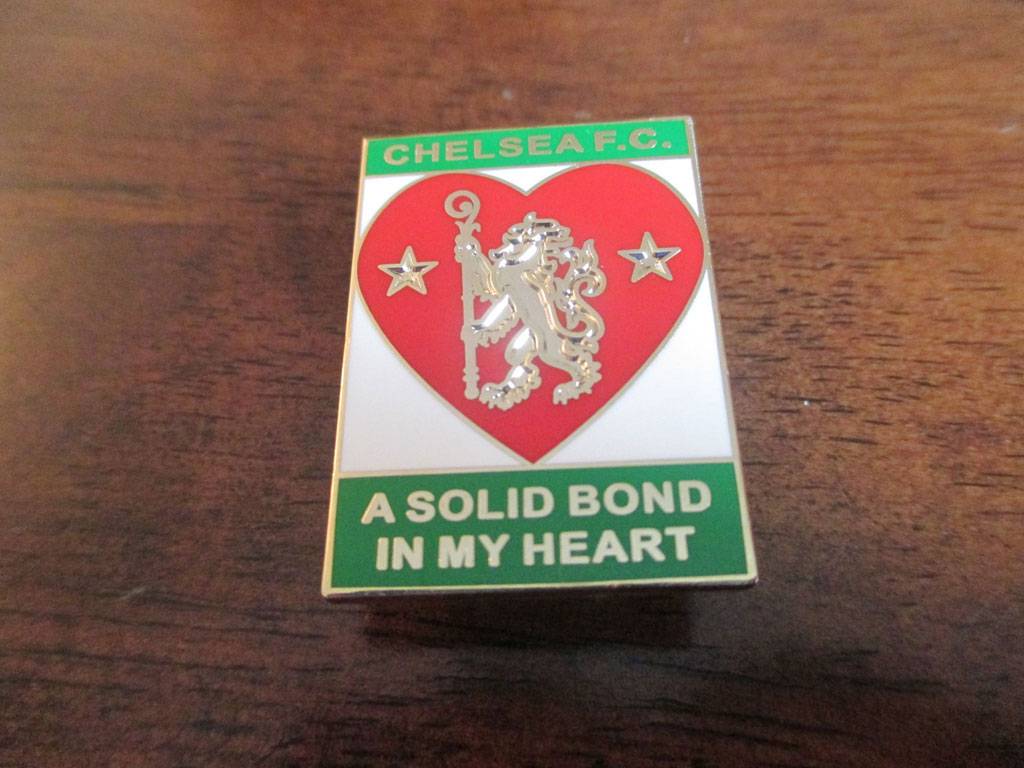 CHELSEA F.C.
A SOLID BOND
IN MY HEART